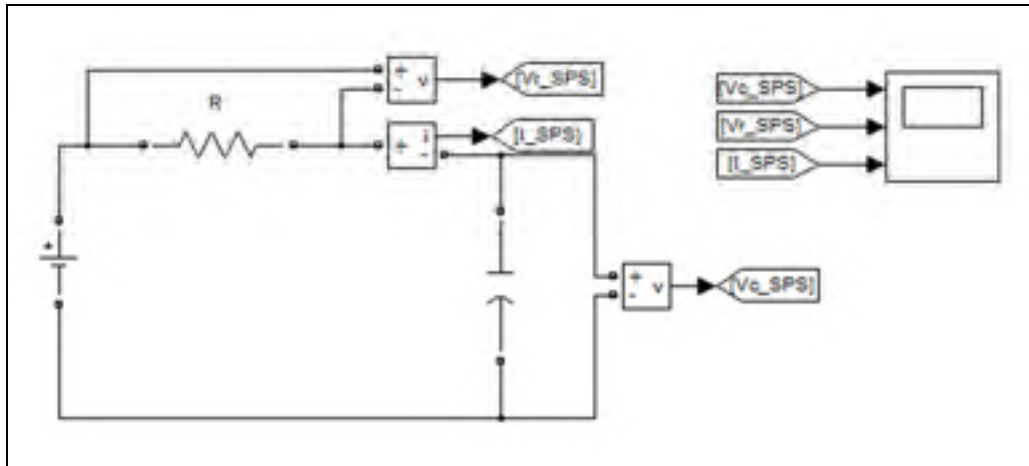 [Vr_SPS]
R
[I_SPS]
[Vc_SPS]
[Vr_SPS]
[I_SPS]
+
-
v
+
i
-
+
+
-
v
[Vc_SPS]